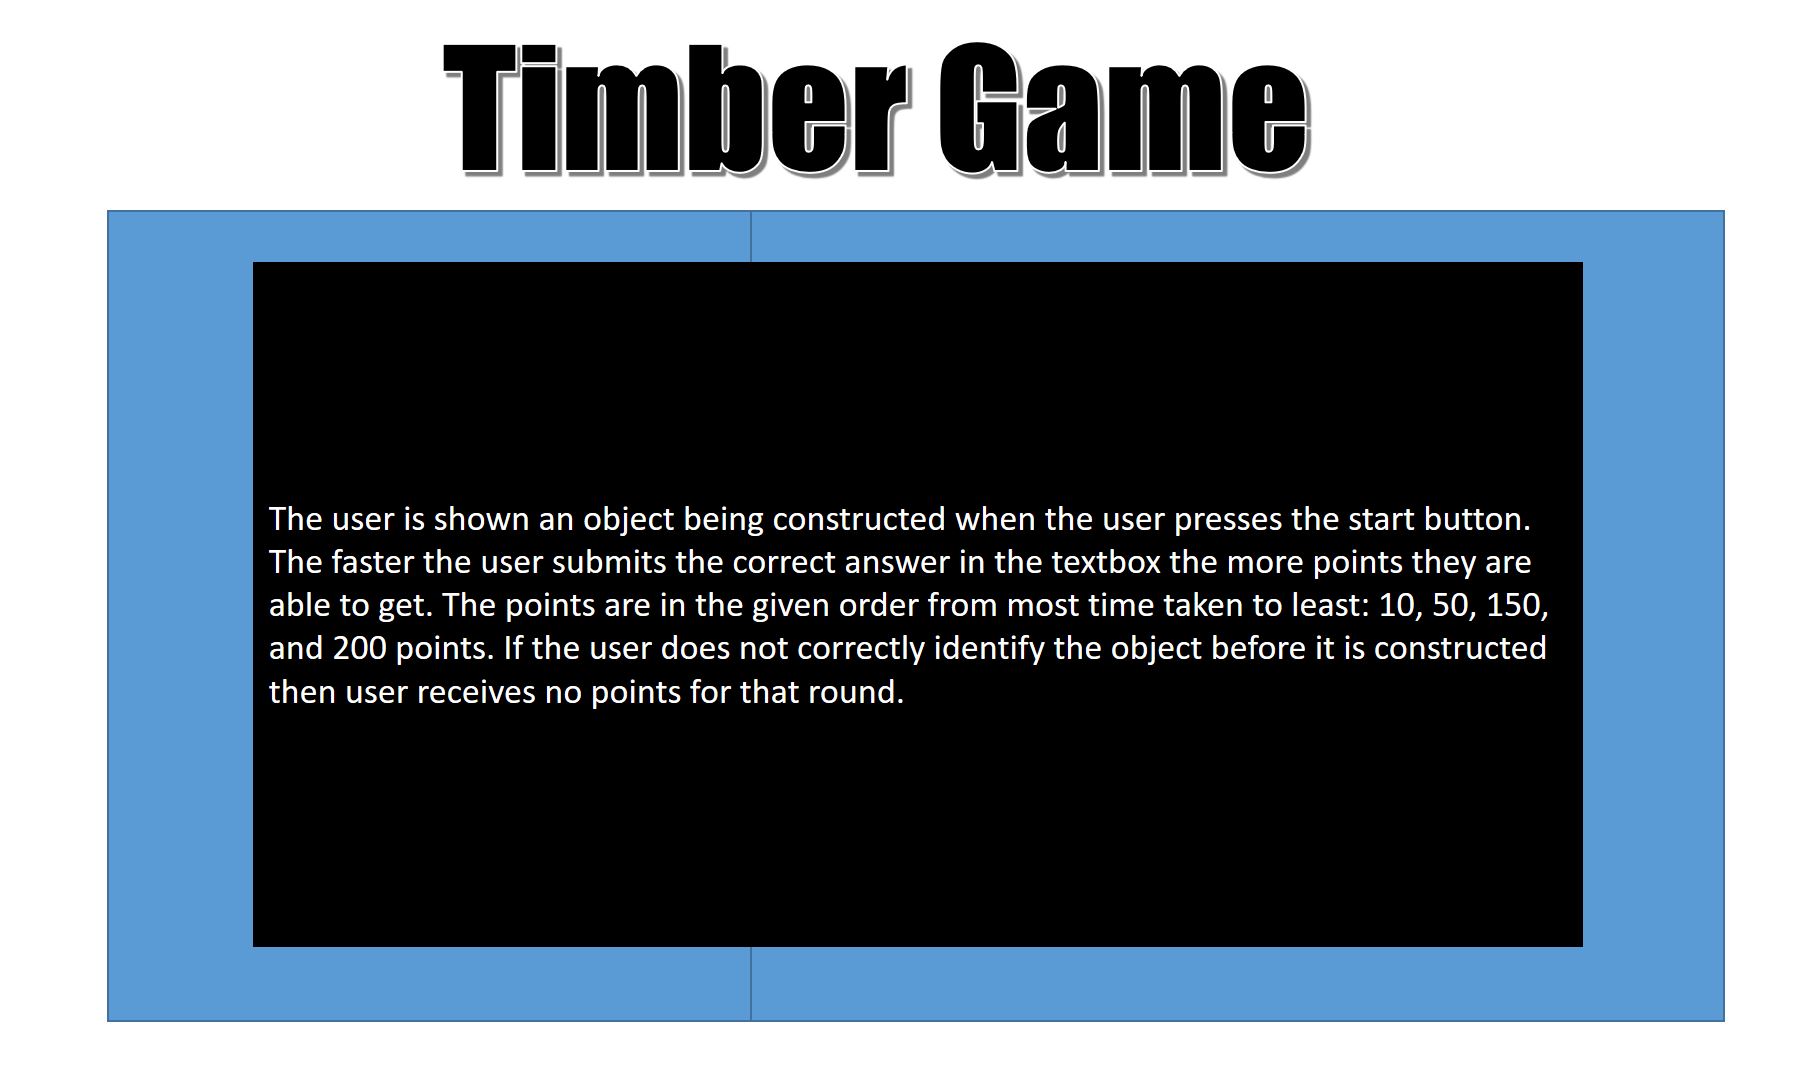 Timber Game
The user is shown an object being constructed when the user presses the start button.
The faster the user submits the correct answer in the textbox the more points they are
able to get. The points are in the given order from most time taken to least: 10, 50, 150,
and 200 points. If the user does not correctly identify the object before it is constructed
then user receives no points for that round.